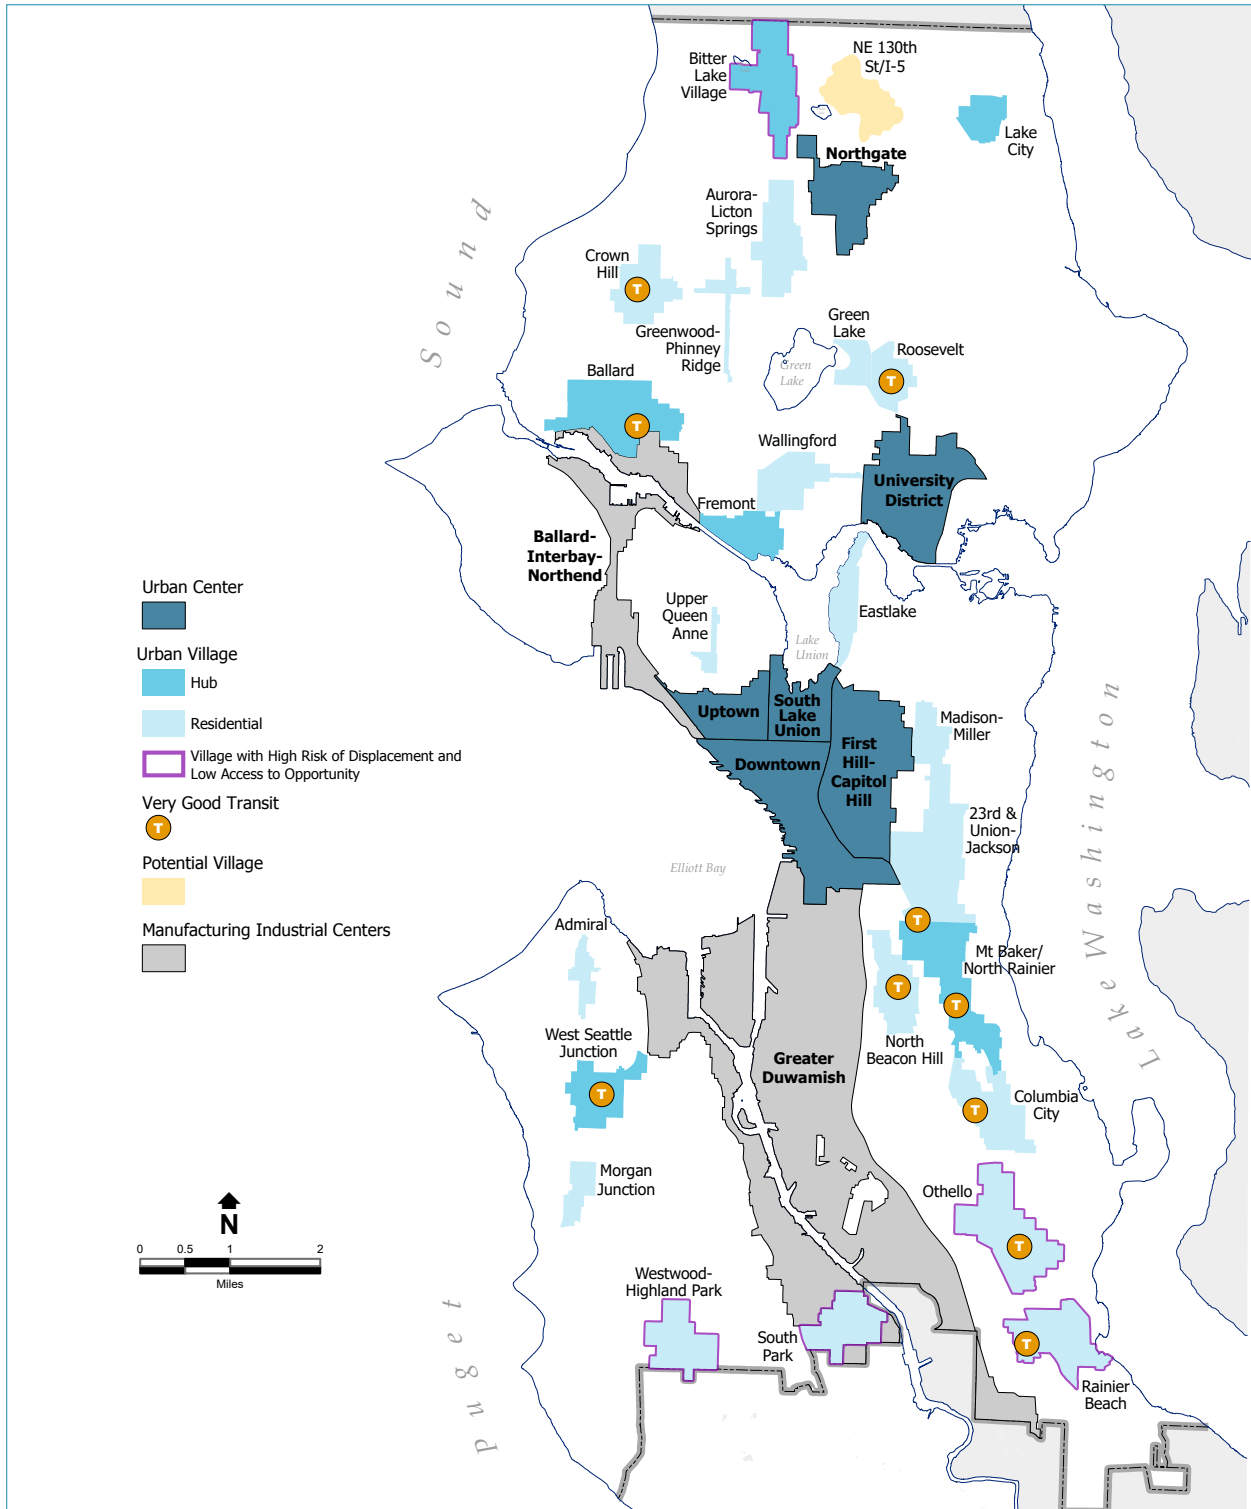 Bitter
Lake
Village
NE 130th
St/I-5
Lake
City
Northgate
Aurora-
Licton
Springs
Sound
Crown
Hill
T
Greenwood-
Phinney
Ridge
Green
Lake
Roosevelt
T
Green
Lake
Ballard
T
Wallingford
University
District
Fremont
Ballard-
Interbay-
Northend
Upper
Queen
Anne
Eastlake
Lake
Union
Urban Center
Urban Village
Hub
Residential
Village with High Risk of Displacement and
Low Access to Opportunity
Very Good Transit
T
Potential Village
Manufacturing Industrial Centers
Uptown
South
Lake
Union
Downtown
First
Hill-
Capitol
Hill
Madison-
Miller
23rd &
Union-
Jackson
Lake Washington
Elliott Bay
Admiral
T
Mt Baker/
North Rainier
T
T
North
Beacon Hill
West Seattle
Junction
T
Greater
Duwamish
Columbia
City
T
Morgan
Junction
Othello
T
N
0 0.5 1 2
Miles
Westwood-
Highland Park
South
Park
T
Rainier
Beach
Puget